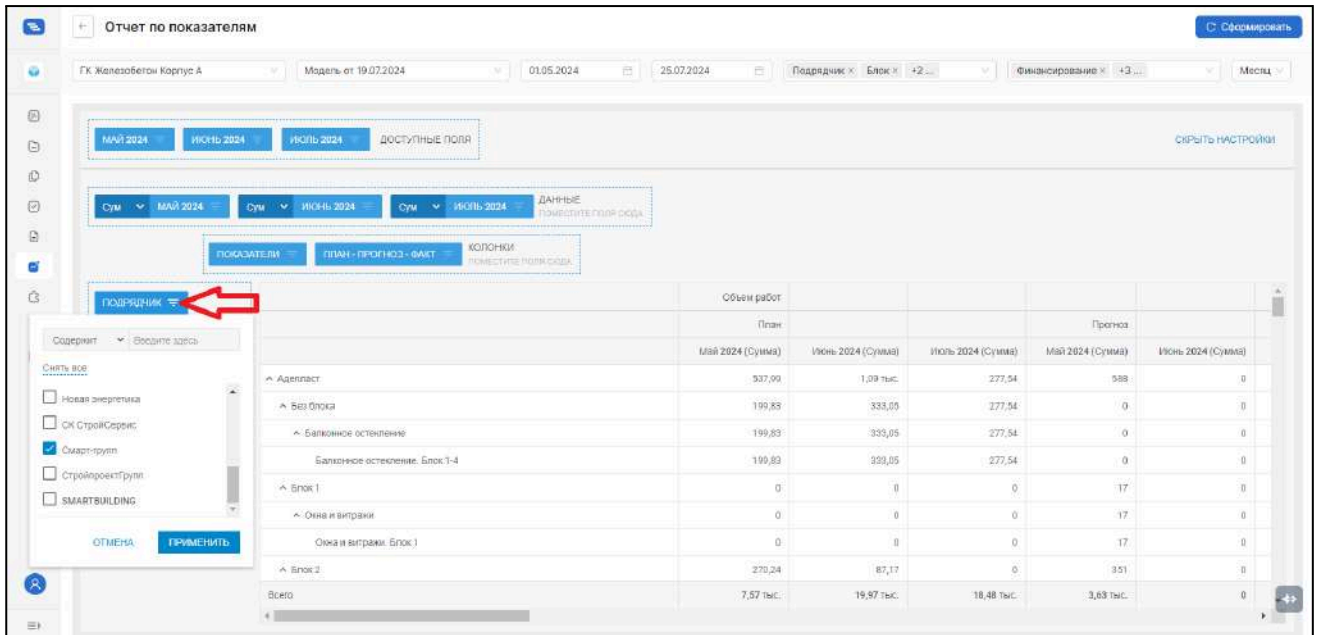 Отчет по показателям
Сформировать
ГК Железобетон Корпус А
Модель от 19.07.2024
01.05.2024
25.07.2024
Подрядчик × Блок × +2 ...
Финансирование × +3 ...
Месяц
МАЙ 2024
ИЮНЬ 2024
ИЮЛЬ 2024
ДОСТУПНЫЕ ПОЛЯ
СКРЫТЬ НАСТРОЙКИ
Сум МАЙ 2024
Сум ИЮНЬ 2024
Сум ИЮЛЬ 2024
ДАННЫЕ
ПОМЕСТИТЕ ПОЛЯ СЮДА
ПОКАЗАТЕЛИ
ПЛАН - ПРОГНОЗ - ФАКТ
КОЛОНКИ
ПОМЕСТИТЕ ПОЛЯ СЮДА
ПОДРЯДЧИК
Содержит
Введите здесь
Снять все
Новая энергетика
СК СтройСервис
Смарт-групп
СтройпроектГрупп
SMARTBUILDING
ОТМЕНА
ПРИМЕНИТЬ
Объем работ
План Прогноз
Май 2024 (Сумма) Июнь 2024 (Сумма) Июль 2024 (Сумма) Май 2024 (Сумма) Июнь 2024 (Сумма)
Адепласт 537,99 1,09 тыс. 277,54 588 0
Без блока 199,83 333,05 277,54 0 0
Балконное остекление 199,83 333,05 277,54 0 0
Балконное остекление. Блок 1-4 199,83 333,05 277,54 0 0
Блок 1 0 0 0 17 0
Окна и витражи 0 0 0 17 0
Окна и витражи. Блок 1 0 0 0 17 0
Блок 2 270,24 87,17 0 351 0
Всего 7,57 тыс. 19,97 тыс. 18,48 тыс. 3,63 тыс. 0